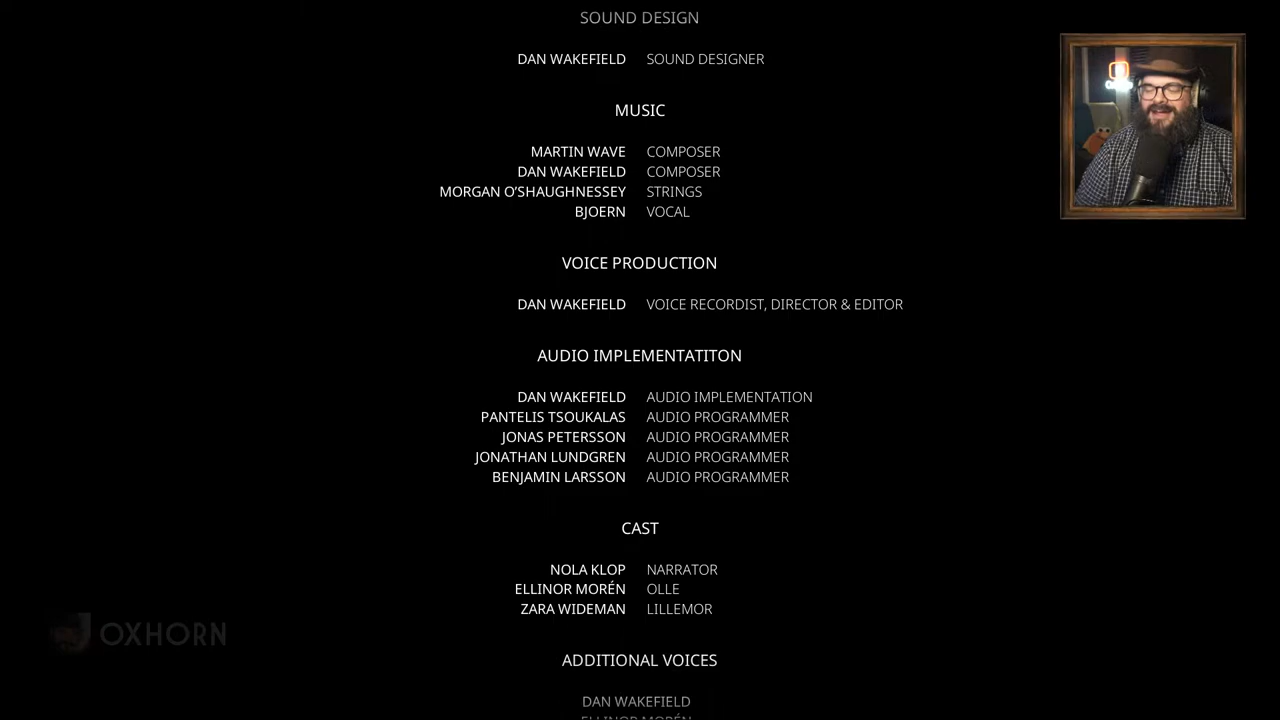 SOUND DESIGN
DAN WAKEFIELD SOUND DESIGNER
MUSIC
MARTIN WAVE COMPOSER
DAN WAKEFIELD COMPOSER
MORGAN O'SHAUGHNESSEY STRINGS
BJOERN VOCAL
VOICE PRODUCTION
DAN WAKEFIELD VOICE RECORDIST, DIRECTOR & EDITOR
AUDIO IMPLEMENTATITON
DAN WAKEFIELD AUDIO IMPLEMENTATION
PANTELIS TSOUKALAS AUDIO PROGRAMMER
JONAS PETERSSON AUDIO PROGRAMMER
JONATHAN LUNDGREN AUDIO PROGRAMMER
BENJAMIN LARSSON AUDIO PROGRAMMER
CAST
NOLA KLOP NARRATOR
ELLINOR MORÉN OLLE
ZARA WIDEMAN LILLEMOR
OXHORN
ADDITIONAL VOICES
DAN WAKEFIELD
ELLINOR MORÉN